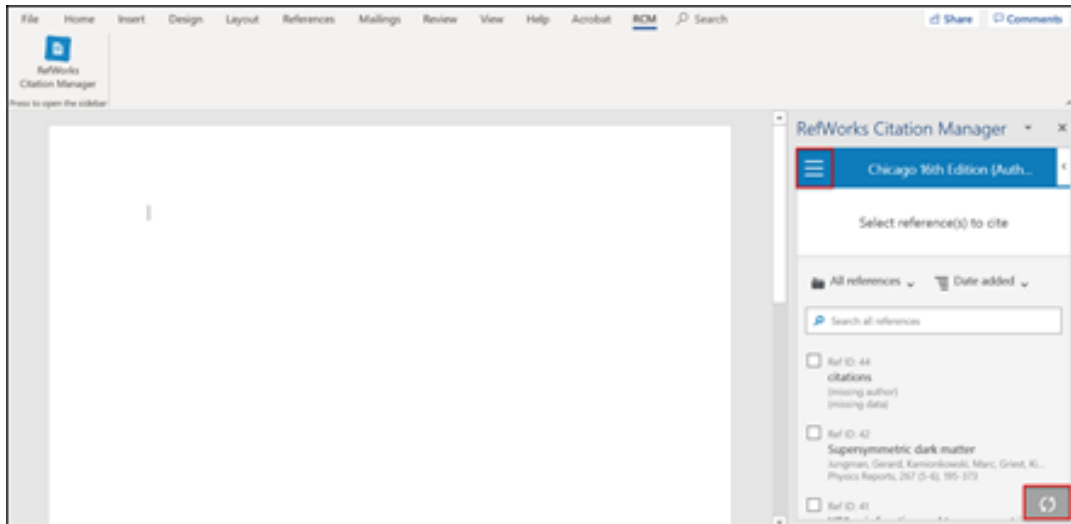 File Home Insert Design Layout References Mailings Review View Help Acrobat RCM Search Share Comments
RefWorks
Citation Manager
Press to open the sidebar
RefWorks Citation Manager
Chicago 16th Edition (Auth...
Select reference(s) to cite
All references Date added
Search all references
Ref ID: 44
citations
(missing author)
(missing data)
Ref ID: 42
Supersymmetric dark matter
Jungman, Gerard, Kamionkowski, Marc, Griest, Ki...
Physics Reports, 267 (5-6), 195-373
Ref ID: 41